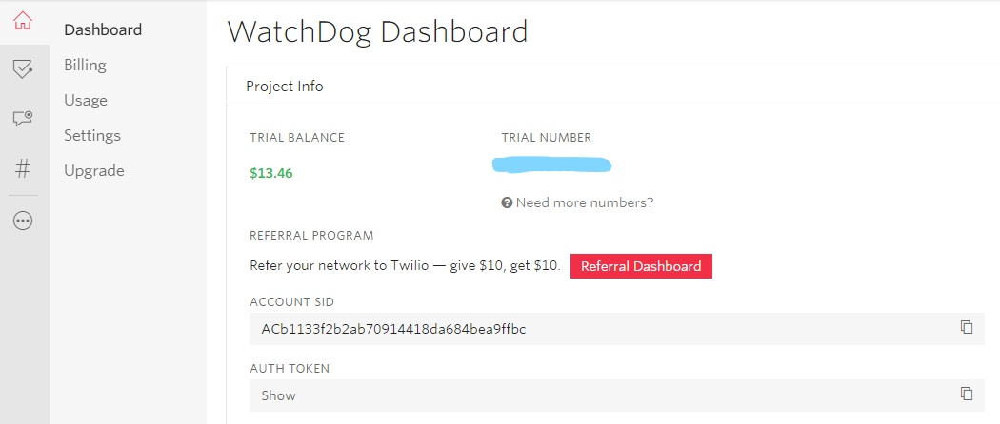 Dashboard
Billing
Usage
Settings
Upgrade
WatchDog Dashboard
Project Info
TRIAL BALANCE
$13.46
TRIAL NUMBER
Need more numbers?
REFERRAL PROGRAM
Refer your network to Twilio — give $10, get $10. Referral Dashboard
ACCOUNT SID
ACb1133f2b2ab70914418da684bea9ffbc
AUTH TOKEN
Show